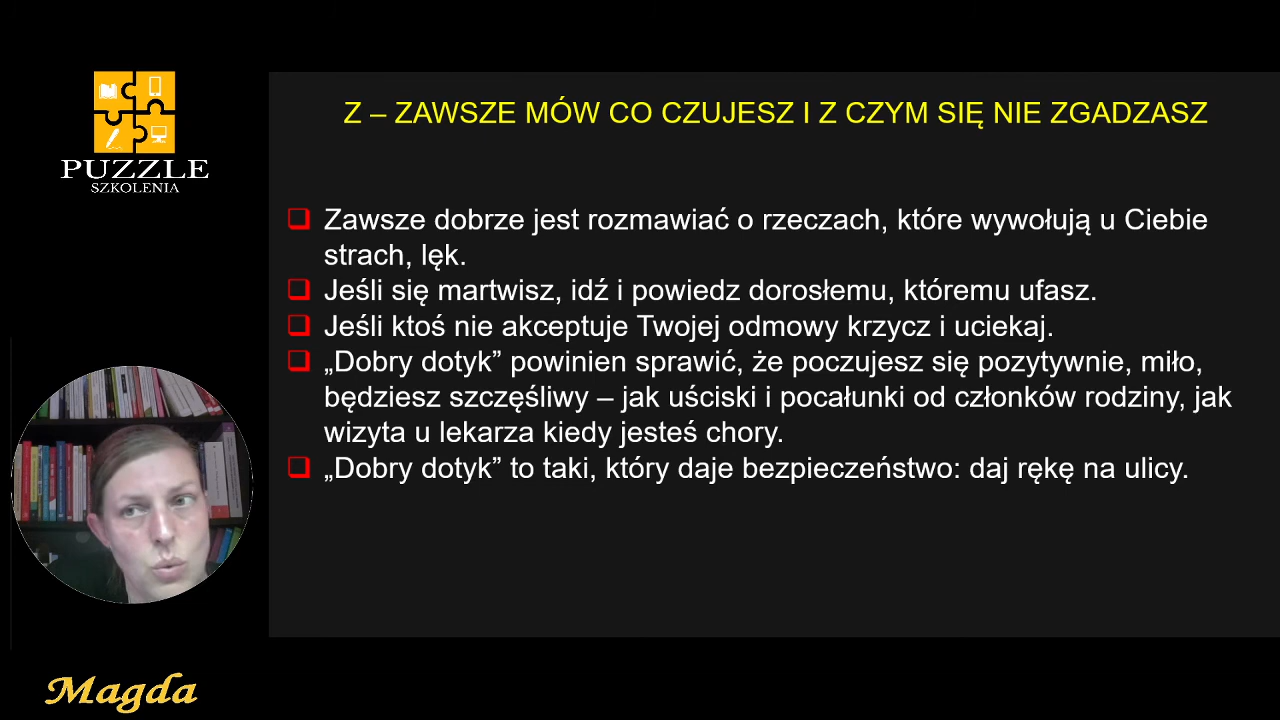 PUZZLE
SZKOLENIA
Z – ZAWSZE MÓW CO CZUJESZ I Z CZYM SIĘ NIE ZGADZASZ
Zawsze dobrze jest rozmawiać o rzeczach, które wywołują u Ciebie
strach, lęk.
Jeśli się martwisz, idź i powiedz dorosłemu, któremu ufasz.
Jeśli ktoś nie akceptuje Twojej odmowy krzycz i uciekaj.
„Dobry dotyk” powinien sprawić, że poczujesz się pozytywnie, miło,
będziesz szczęśliwy – jak uściski i pocałunki od członków rodziny, jak
wizyta u lekarza kiedy jesteś chory.
„Dobry dotyk” to taki, który daje bezpieczeństwo: daj rękę na ulicy.
Magda